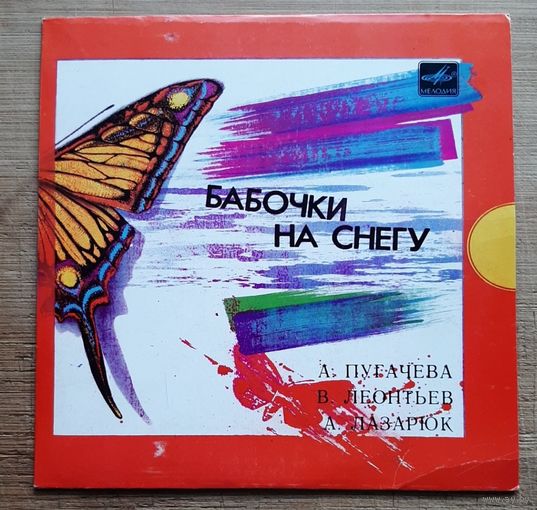 МЕЛОДИЯ
БАБОЧКИ
НА СНЕГУ
А. ПУГАЧЕВА
В. ЛЕОНТЬЕВ
А. ЛАЗАРЮК